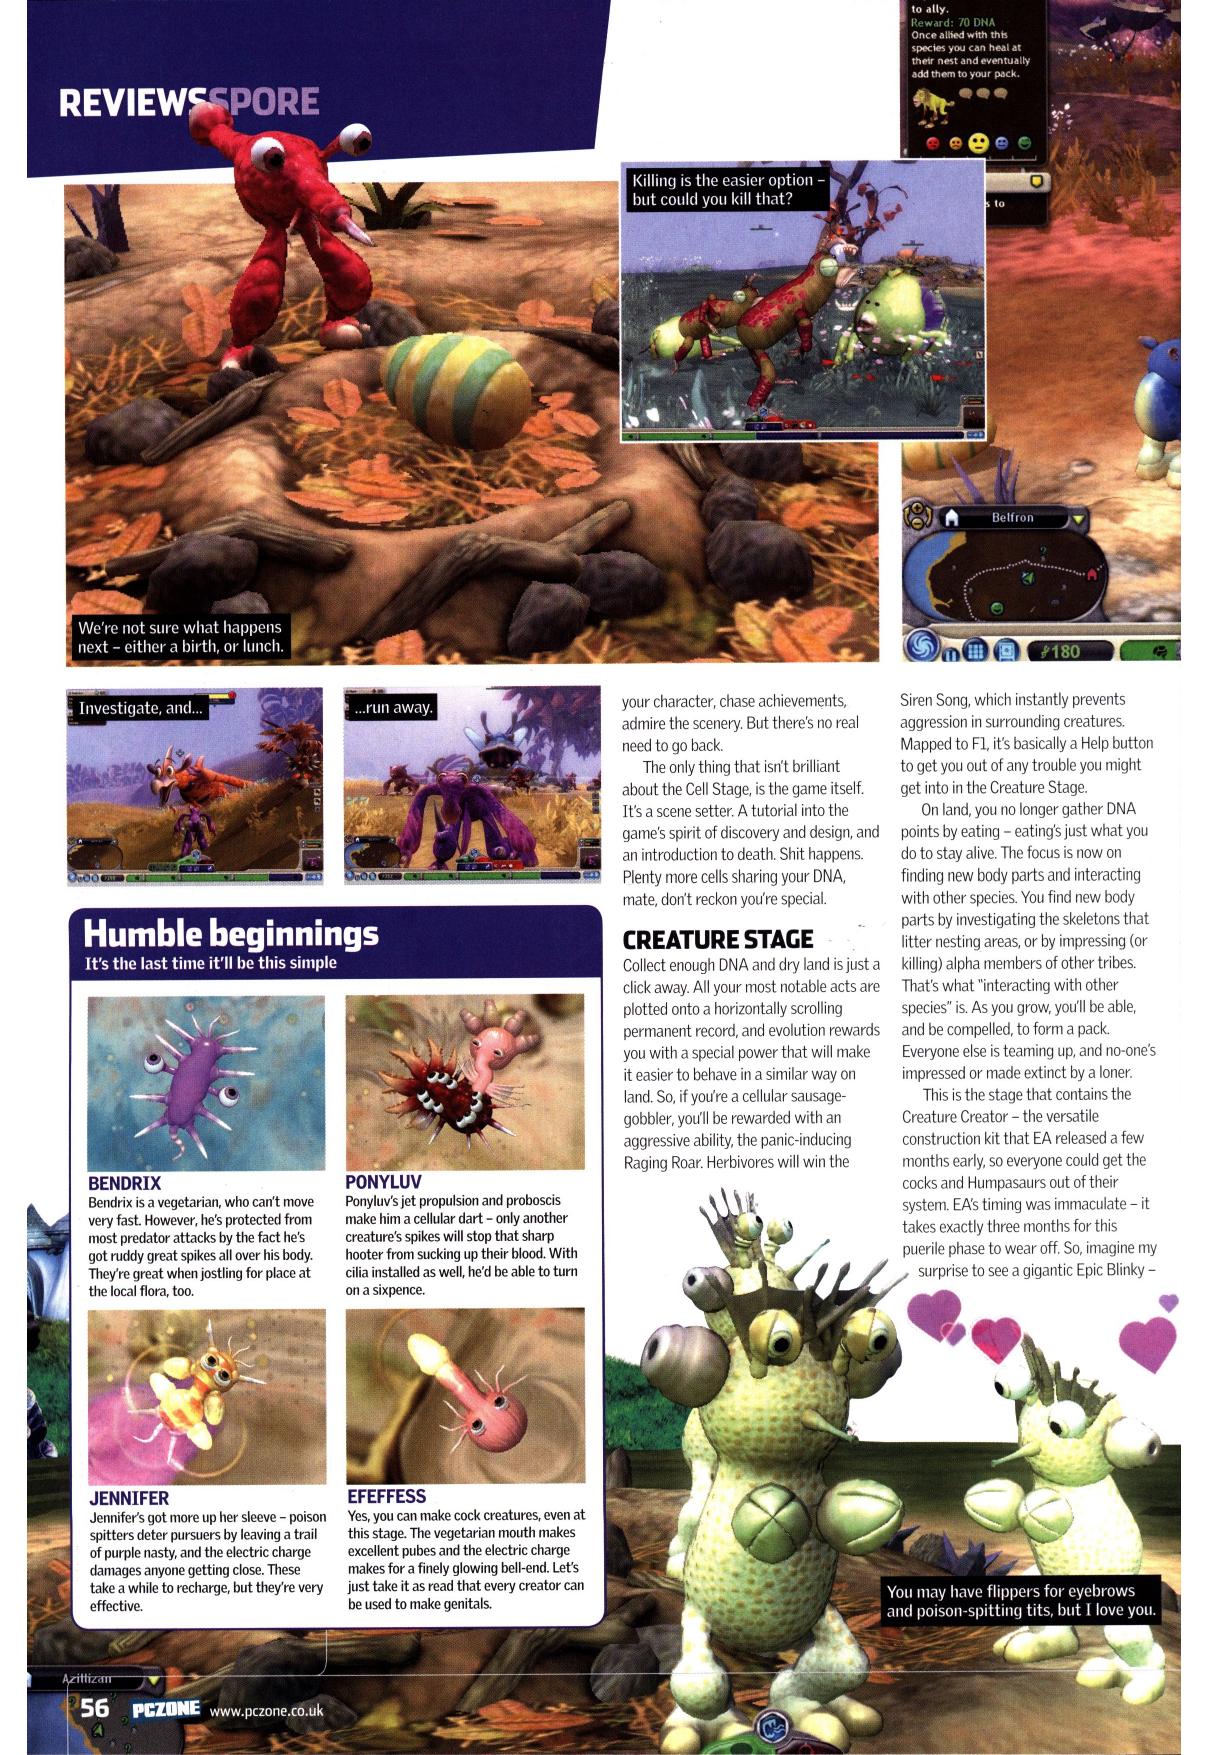 REVIEWSSPORE
to ally.
Reward: 70 DNA
Once allied with this
species you can heal at
their nest and eventually
add them to your pack.
s to
Killing is the easier option –
but could you kill that?
We're not sure what happens
next – either a birth, or lunch.
Belfron
180
Investigate, and...
...run away.
Humble beginnings
It's the last time it'll be this simple
BENDRIX
Bendrix is a vegetarian, who can't move
very fast. However, he's protected from
most predator attacks by the fact he's
got ruddy great spikes all over his body.
They're great when jostling for place at
the local flora, too.
PONYLUV
Ponyluv's jet propulsion and proboscis
make him a cellular dart – only another
creature's spikes will stop that sharp
hooter from sucking up their blood. With
cilia installed as well, he'd be able to turn
on a sixpence.
JENNIFER
Jennifer's got more up her sleeve – poison
spitters deter pursuers by leaving a trail
of purple nasty, and the electric charge
damages anyone getting close. These
take a while to recharge, but they're very
effective.
EFEFFESS
Yes, you can make cock creatures, even at
this stage. The vegetarian mouth makes
excellent pubes and the electric charge
makes for a finely glowing bell-end. Let's
just take it as read that every creator can
be used to make genitals.
your character, chase achievements,
admire the scenery. But there's no real
need to go back.
The only thing that isn't brilliant
about the Cell Stage, is the game itself.
It's a scene setter. A tutorial into the
game's spirit of discovery and design, and
an introduction to death. Shit happens.
Plenty more cells sharing your DNA,
mate, don't reckon you're special.
CREATURE STAGE
Collect enough DNA and dry land is just a
click away. All your most notable acts are
plotted onto a horizontally scrolling
permanent record, and evolution rewards
you with a special power that will make
it easier to behave in a similar way on
land. So, if you're a cellular sausage-
gobbler, you'll be rewarded with an
aggressive ability, the panic-inducing
Raging Roar. Herbivores will win the
Siren Song, which instantly prevents
aggression in surrounding creatures.
Mapped to F1, it's basically a Help button
to get you out of any trouble you might
get into in the Creature Stage.
On land, you no longer gather DNA
points by eating – eating's just what you
do to stay alive. The focus is now on
finding new body parts and interacting
with other species. You find new body
parts by investigating the skeletons that
litter nesting areas, or by impressing (or
killing) alpha members of other tribes.
That's what "interacting with other
species" is. As you grow, you'll be able,
and be compelled, to form a pack.
Everyone else is teaming up, and no-one's
impressed or made extinct by a loner.
This is the stage that contains the
Creature Creator – the versatile
construction kit that EA released a few
months early, so everyone could get the
cocks and Humpasaurs out of their
system. EA's timing was immaculate – it
takes exactly three months for this
puerile phase to wear off. So, imagine my
surprise to see a gigantic Epic Blinky –
You may have flippers for eyebrows
and poison-spitting tits, but I love you.
Azillizan
56 PCZONE www.pczone.co.uk